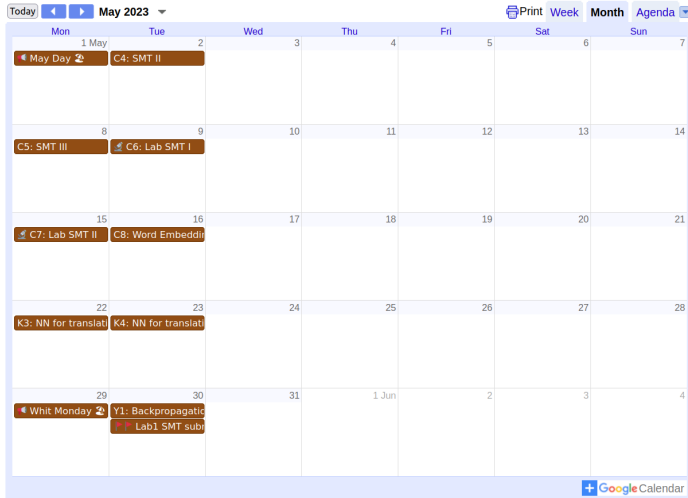 Today May 2023 Print Week Month Agenda
Mon Tue Wed Thu Fri Sat Sun
1 May 2 3 4 5 6 7
May Day C4: SMT II
8 9 10 11 12 13 14
C5: SMT III C6: Lab SMT I
15 16 17 18 19 20 21
C7: Lab SMT II C8: Word Embeddin
22 23 24 25 26 27 28
K3: NN for translati K4: NN for translati
29 30 31 1 Jun 2 3 4
Whit Monday Y1: Backpropagatic
Lab1 SMT subr
Google Calendar